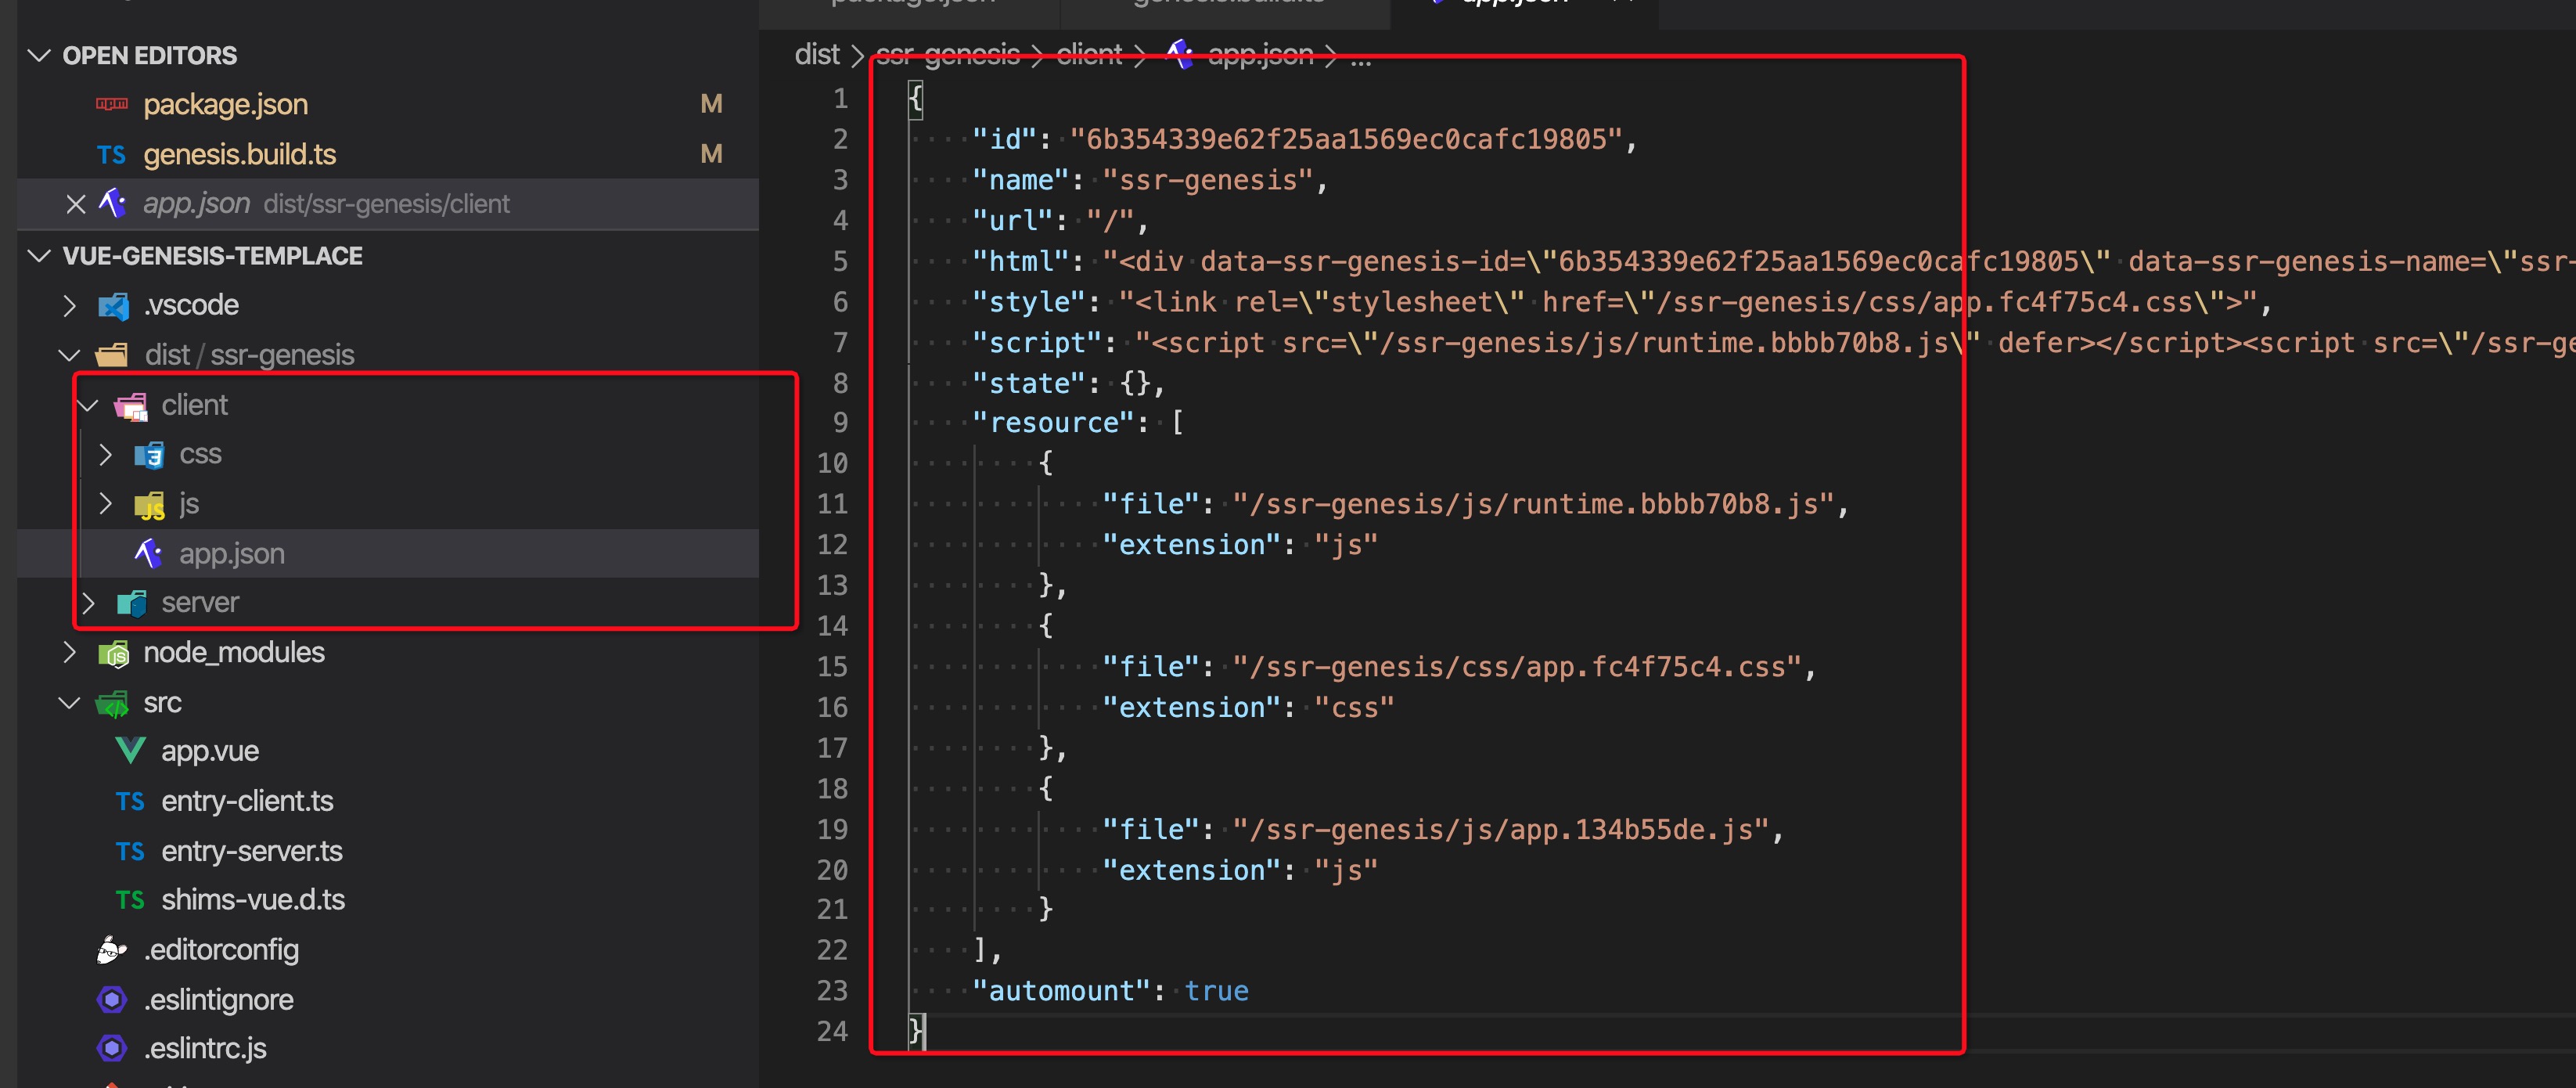 OPEN EDITORS
package.json M
TS genesis.build.ts M
app.json dist/ssr-genesis/client
VUE-GENESIS-TEMPLACE
.vscode
dist / ssr-genesis
client
css
js
app.json
server
node_modules
src
app.vue
TS entry-client.ts
TS entry-server.ts
TS shims-vue.d.ts
.editorconfig
.eslintignore
.eslintrc.js
package.json genesis.build.ts app.json
dist > ssr-genesis > client > app.json > ...
1 {
2 "id": "6b354339e62f25aa1569ec0cafc19805",
3 "name": "ssr-genesis",
4 "url": "/",
5 "html": "<div data-ssr-genesis-id=\"6b354339e62f25aa1569ec0cafc19805\" data-ssr-genesis-name=\"ssr-
6 "style": "<link rel=\"stylesheet\" href=\"/ssr-genesis/css/app.fc4f75c4.css\">",
7 "script": "<script src=\"/ssr-genesis/js/runtime.bbbb70b8.js\" defer></script><script src=\"/ssr-ge
8 "state": {},
9 "resource": [
10 {
11 "file": "/ssr-genesis/js/runtime.bbbb70b8.js",
12 "extension": "js"
13 },
14 {
15 "file": "/ssr-genesis/css/app.fc4f75c4.css",
16 "extension": "css"
17 },
18 {
19 "file": "/ssr-genesis/js/app.134b55de.js",
20 "extension": "js"
21 }
22 ],
23 "automount": true
24 }